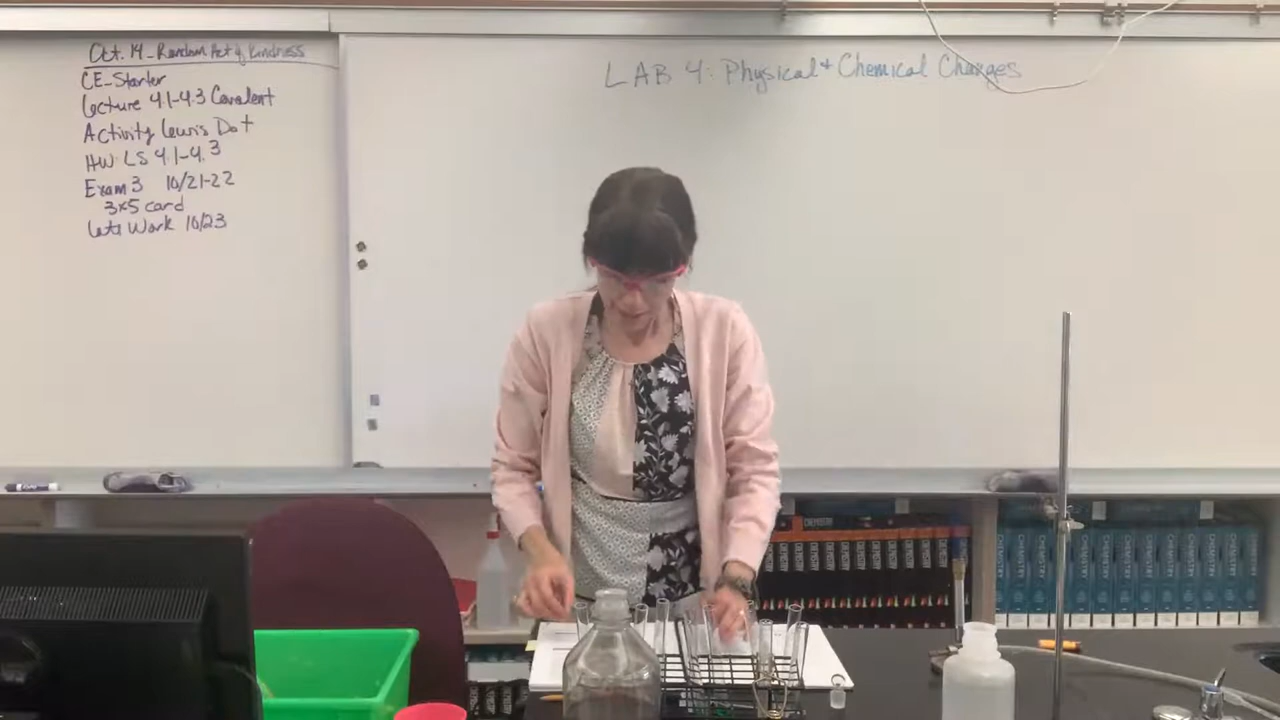 Oct. 14 - Random Act of Kindness
CE-Starter
Lecture 4.1-4.3 Covalent
Activity Lewis Dot
HW: LS 4.1-4.3
Exam 3 10/21-22
3x5 card
Late Work 10/23
LAB 4: Physical + Chemical Changes
CHEMISTRY